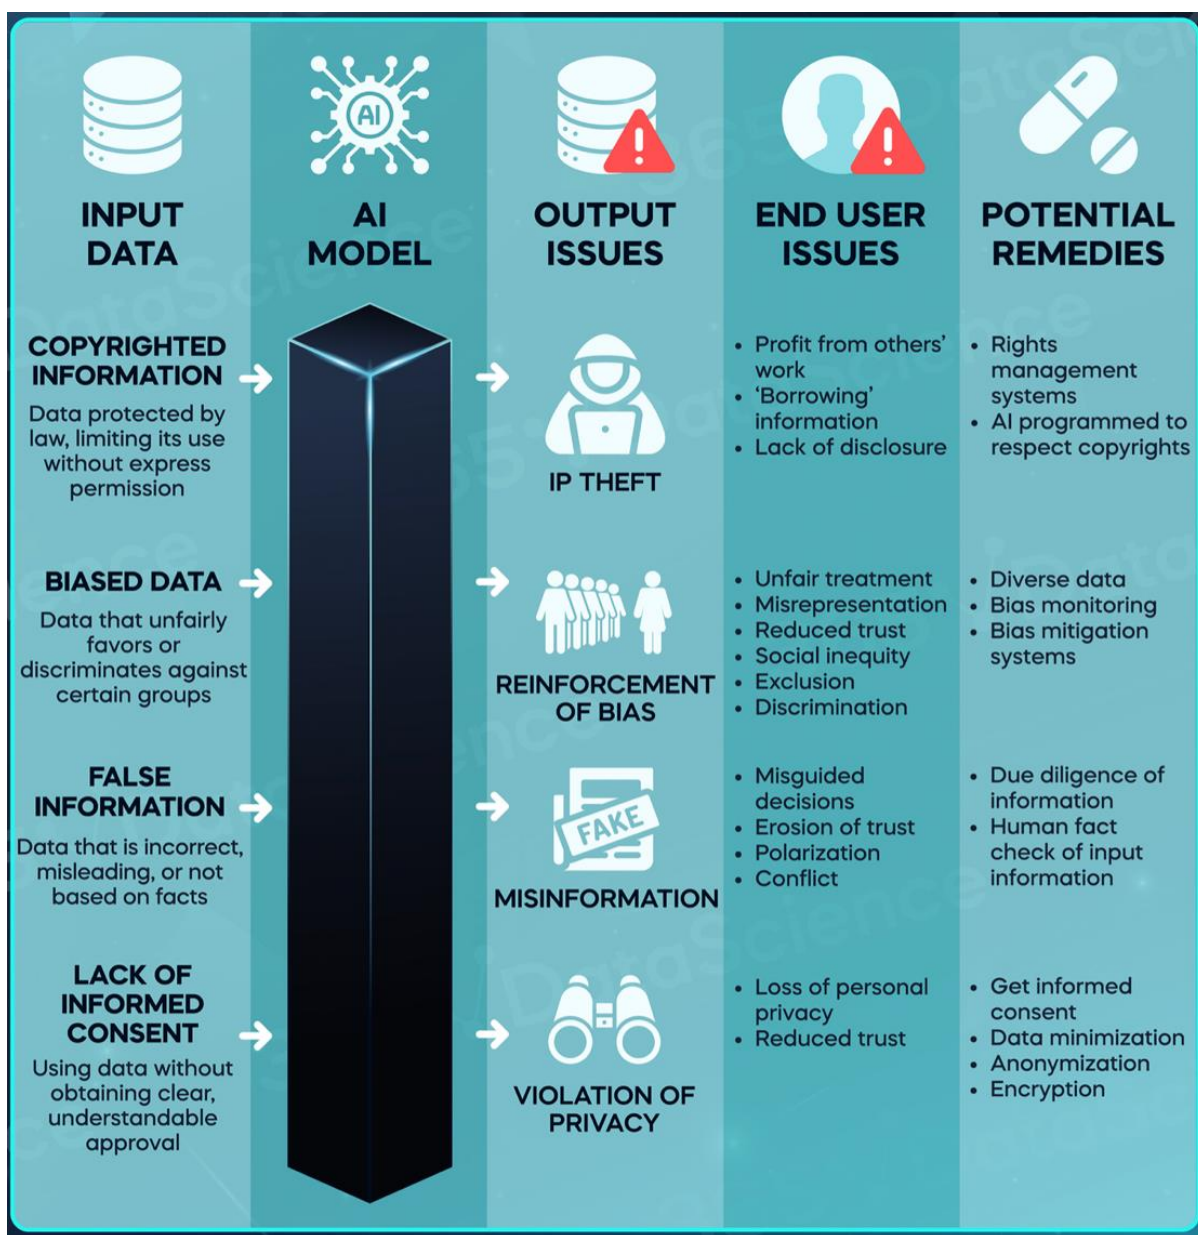 AI
INPUT
DATA
AI
MODEL
OUTPUT
ISSUES
END USER
ISSUES
POTENTIAL
REMEDIES
COPYRIGHTED
INFORMATION
Data protected by
law, limiting its use
without express
permission
IP THEFT
• Profit from others’
work
• ‘Borrowing’
information
• Lack of disclosure
• Rights
management
systems
• AI programmed to
respect copyrights
BIASED DATA
Data that unfairly
favors or
discriminates against
certain groups
REINFORCEMENT
OF BIAS
• Unfair treatment
• Misrepresentation
• Reduced trust
• Social inequity
• Exclusion
• Discrimination
• Diverse data
• Bias monitoring
• Bias mitigation
systems
FALSE
INFORMATION
Data that is incorrect,
misleading, or not
based on facts
FAKE
MISINFORMATION
• Misguided
decisions
• Erosion of trust
• Polarization
• Conflict
• Due diligence of
information
• Human fact
check of input
information
LACK OF
INFORMED
CONSENT
Using data without
obtaining clear,
understandable
approval
VIOLATION OF
PRIVACY
• Loss of personal
privacy
• Reduced trust
• Get informed
consent
• Data minimization
• Anonymization
• Encryption